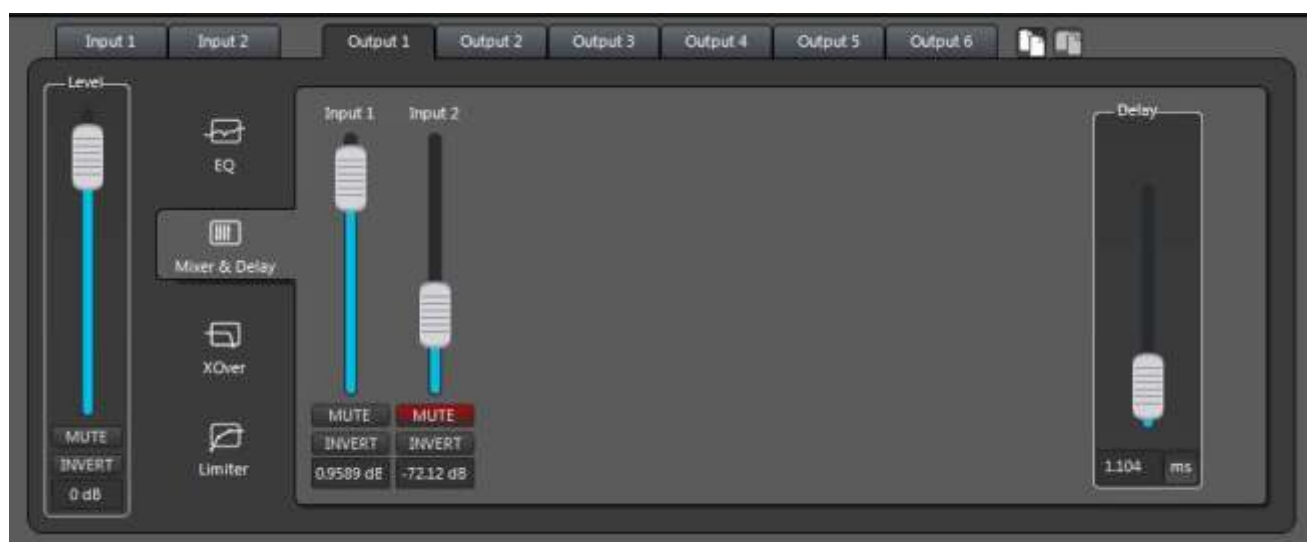 Input 1 Input 2 Output 1 Output 2 Output 3 Output 4 Output 5 Output 6
Level
EQ
Mixer & Delay
XOver
Limiter
MUTE
INVERT
0 dB
Input 1 Input 2
MUTE MUTE
INVERT INVERT
0.9589 dB -72.12 dB
Delay
1.104 ms